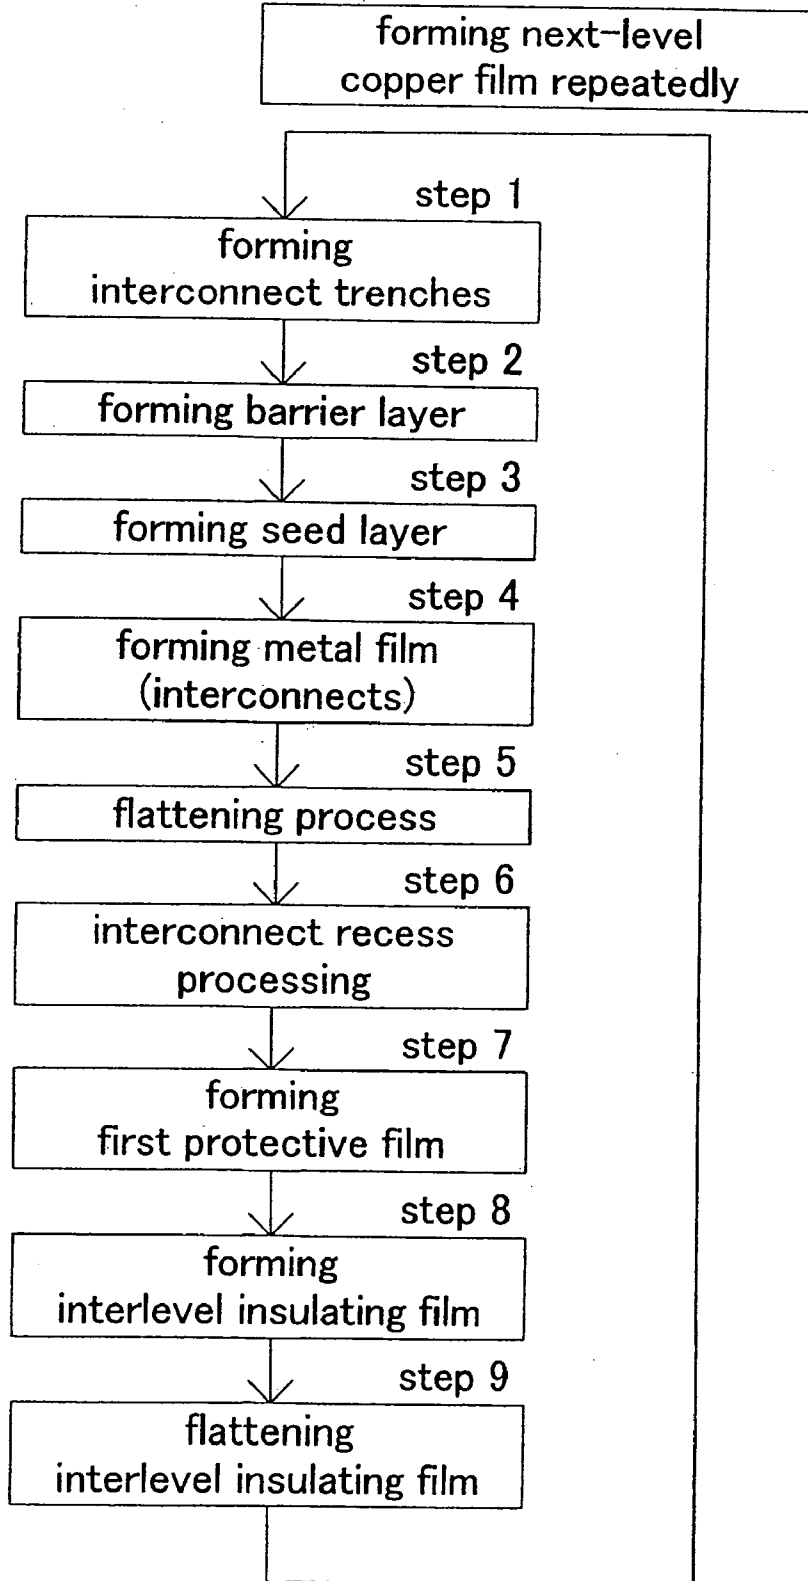 forming next-level
copper film repeatedly
step 1
forming
interconnect trenches
step 2
forming barrier layer
step 3
forming seed layer
step 4
forming metal film
(interconnects)
step 5
flattening process
step 6
interconnect recess
processing
step 7
forming
first protective film
step 8
forming
interlevel insulating film
step 9
flattening
interlevel insulating film